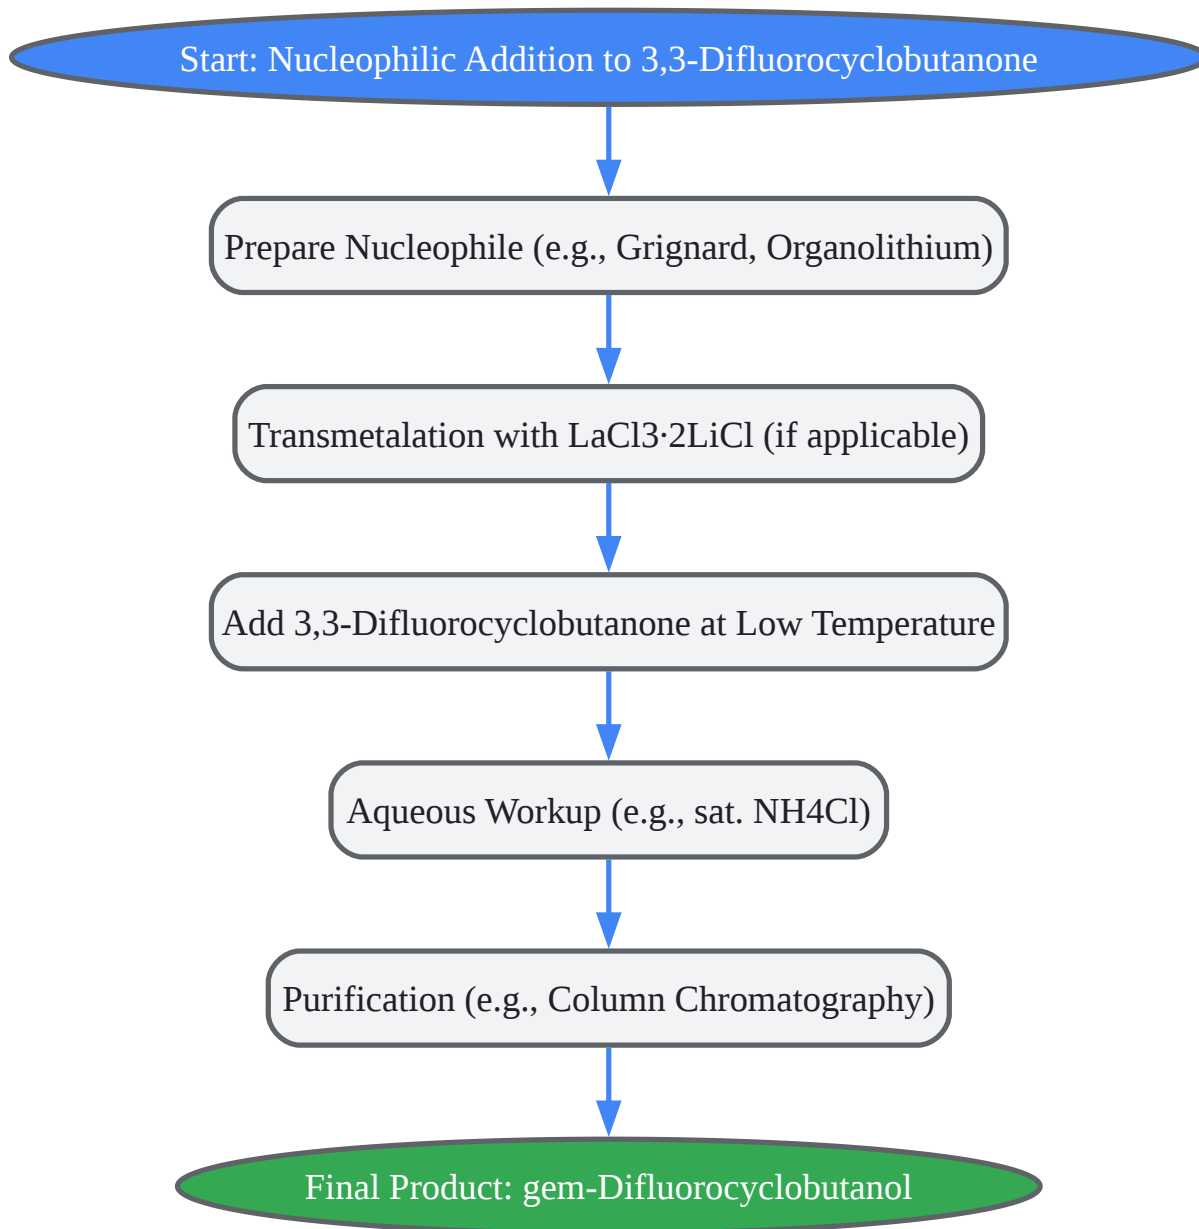 Start: Nucleophilic Addition to 3,3-Difluorocyclobutanone
Prepare Nucleophile (e.g., Grignard, Organolithium)
Transmetalation with LaCl3·2LiCl (if applicable)
Add 3,3-Difluorocyclobutanone at Low Temperature
Aqueous Workup (e.g., sat. NH4Cl)
Purification (e.g., Column Chromatography)
Final Product: gem-Difluorocyclobutanol